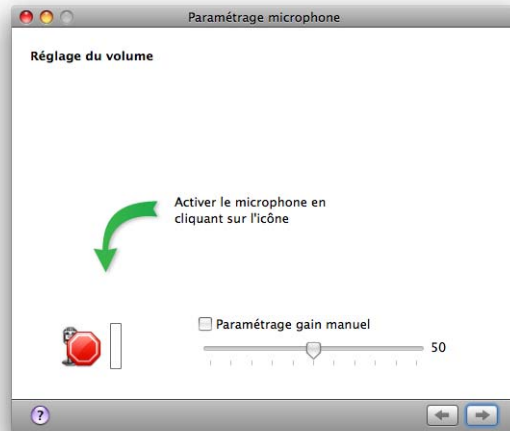 Paramétrage microphone
Réglage du volume
Activer le microphone en
cliquant sur l'icône
Paramétrage gain manuel
50
?